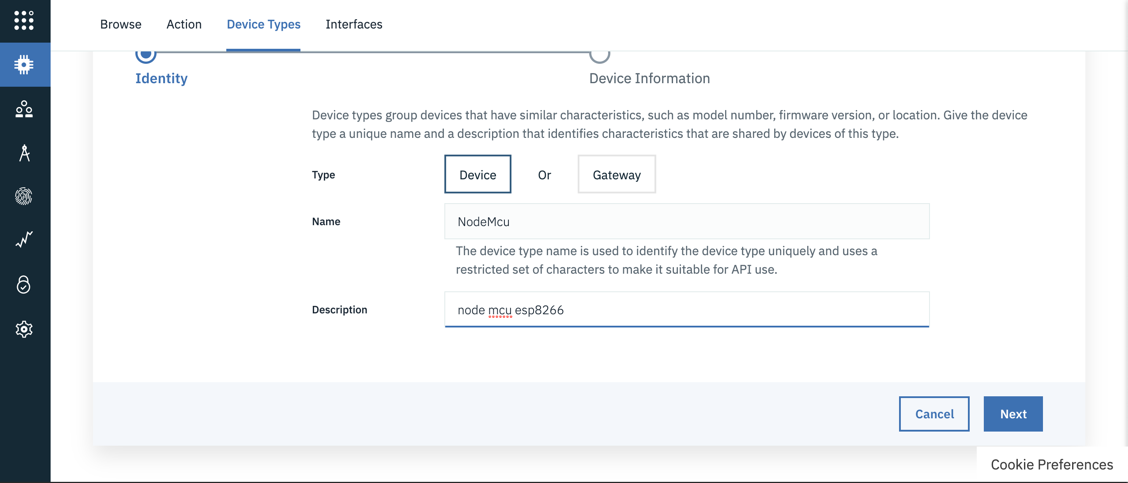 Browse Action Device Types Interfaces
Identity Device Information
Device types group devices that have similar characteristics, such as model number, firmware version, or location. Give the device
type a unique name and a description that identifies characteristics that are shared by devices of this type.
Type Device Or Gateway
Name NodeMcu
The device type name is used to identify the device type uniquely and uses a
restricted set of characters to make it suitable for API use.
Description node mcu esp8266
Cancel Next
Cookie Preferences